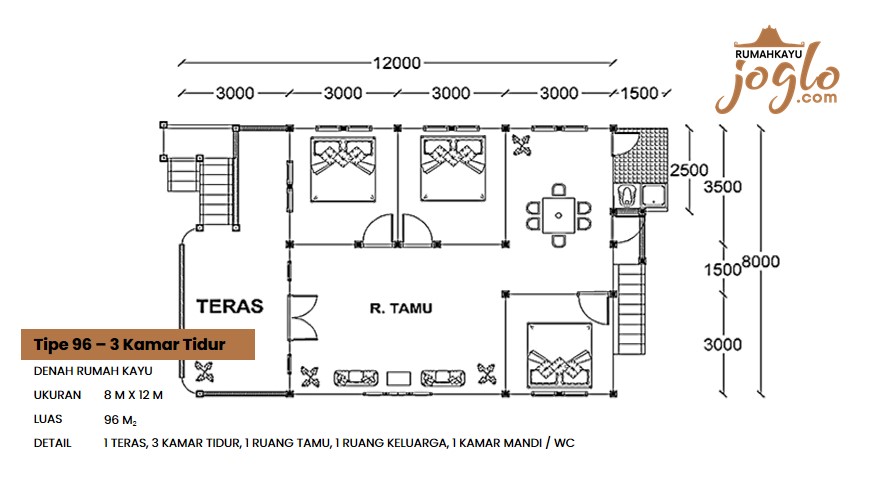 RUMAHKAYU
joglo
.com
12000
3000 3000 3000 3000 1500
2500
3500
1500
8000
3000
TERAS
R. TAMU
Tipe 96 – 3 Kamar Tidur
DENAH RUMAH KAYU
UKURAN 8 M X 12 M
LUAS 96 M₂
DETAIL 1 TERAS, 3 KAMAR TIDUR, 1 RUANG TAMU, 1 RUANG KELUARGA, 1 KAMAR MANDI / WC